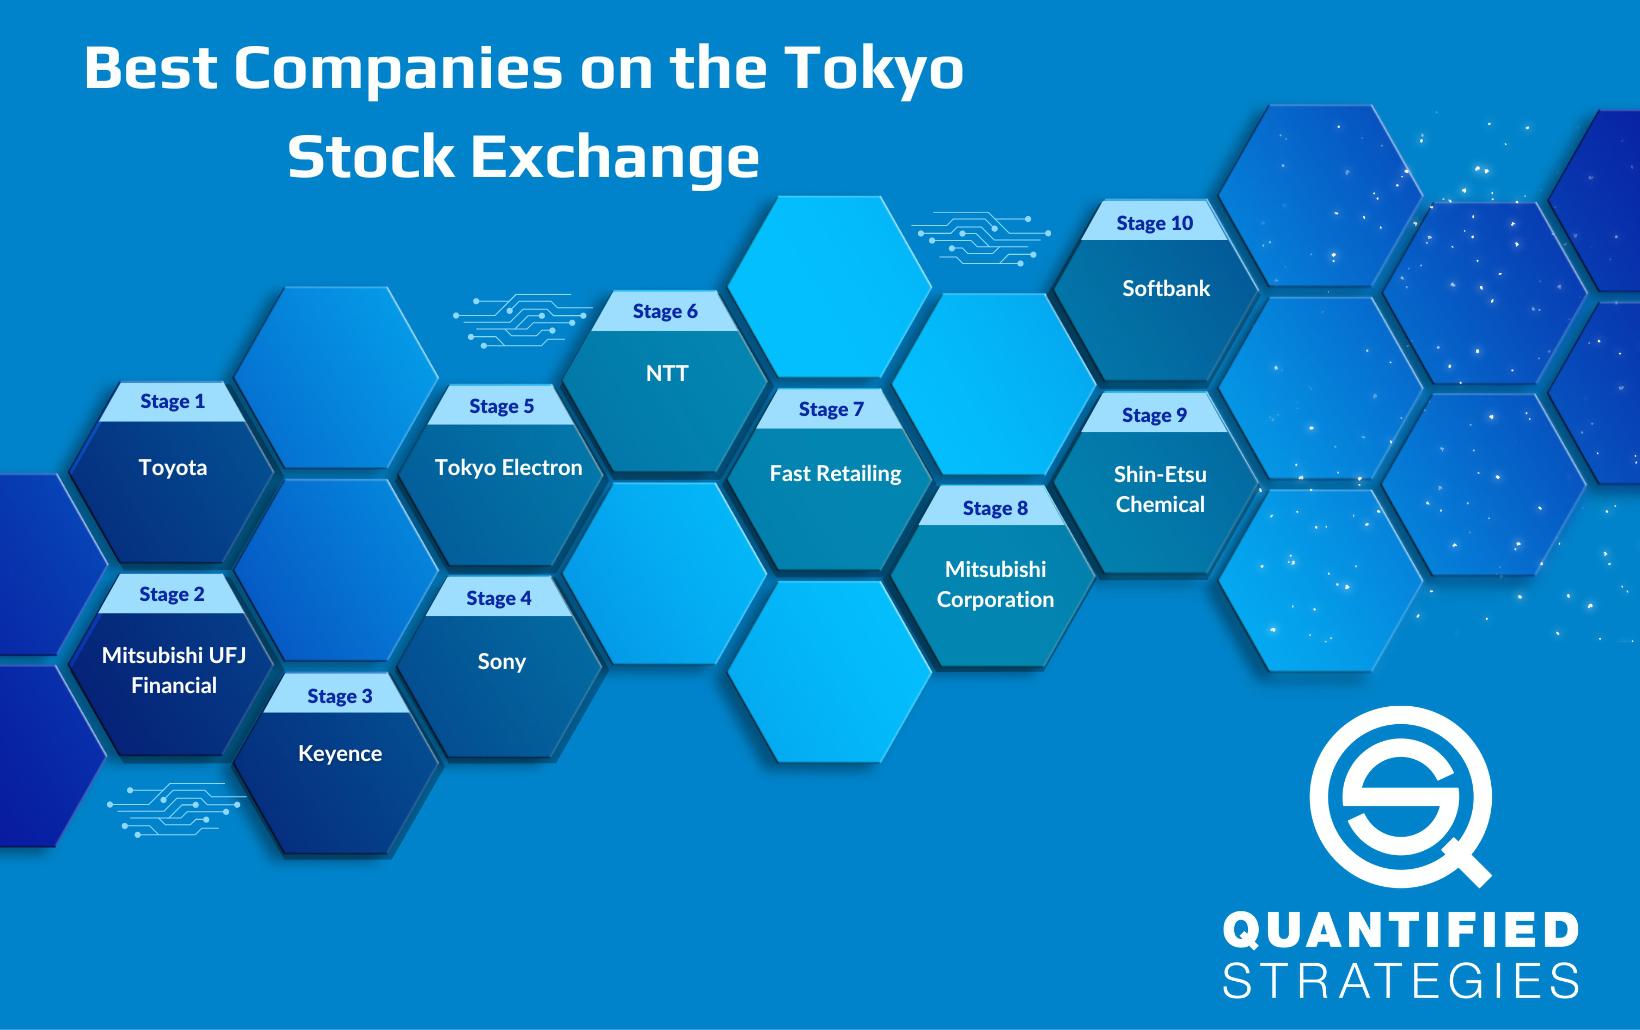 Best Companies on the Tokyo
Stock Exchange
Stage 1
Toyota
Stage 2
Mitsubishi UFJ
Financial
Stage 3
Keyence
Stage 4
Sony
Stage 5
Tokyo Electron
Stage 6
NTT
Stage 7
Fast Retailing
Stage 8
Mitsubishi
Corporation
Stage 9
Shin-Etsu
Chemical
Stage 10
Softbank
QUANTIFIED
STRATEGIES